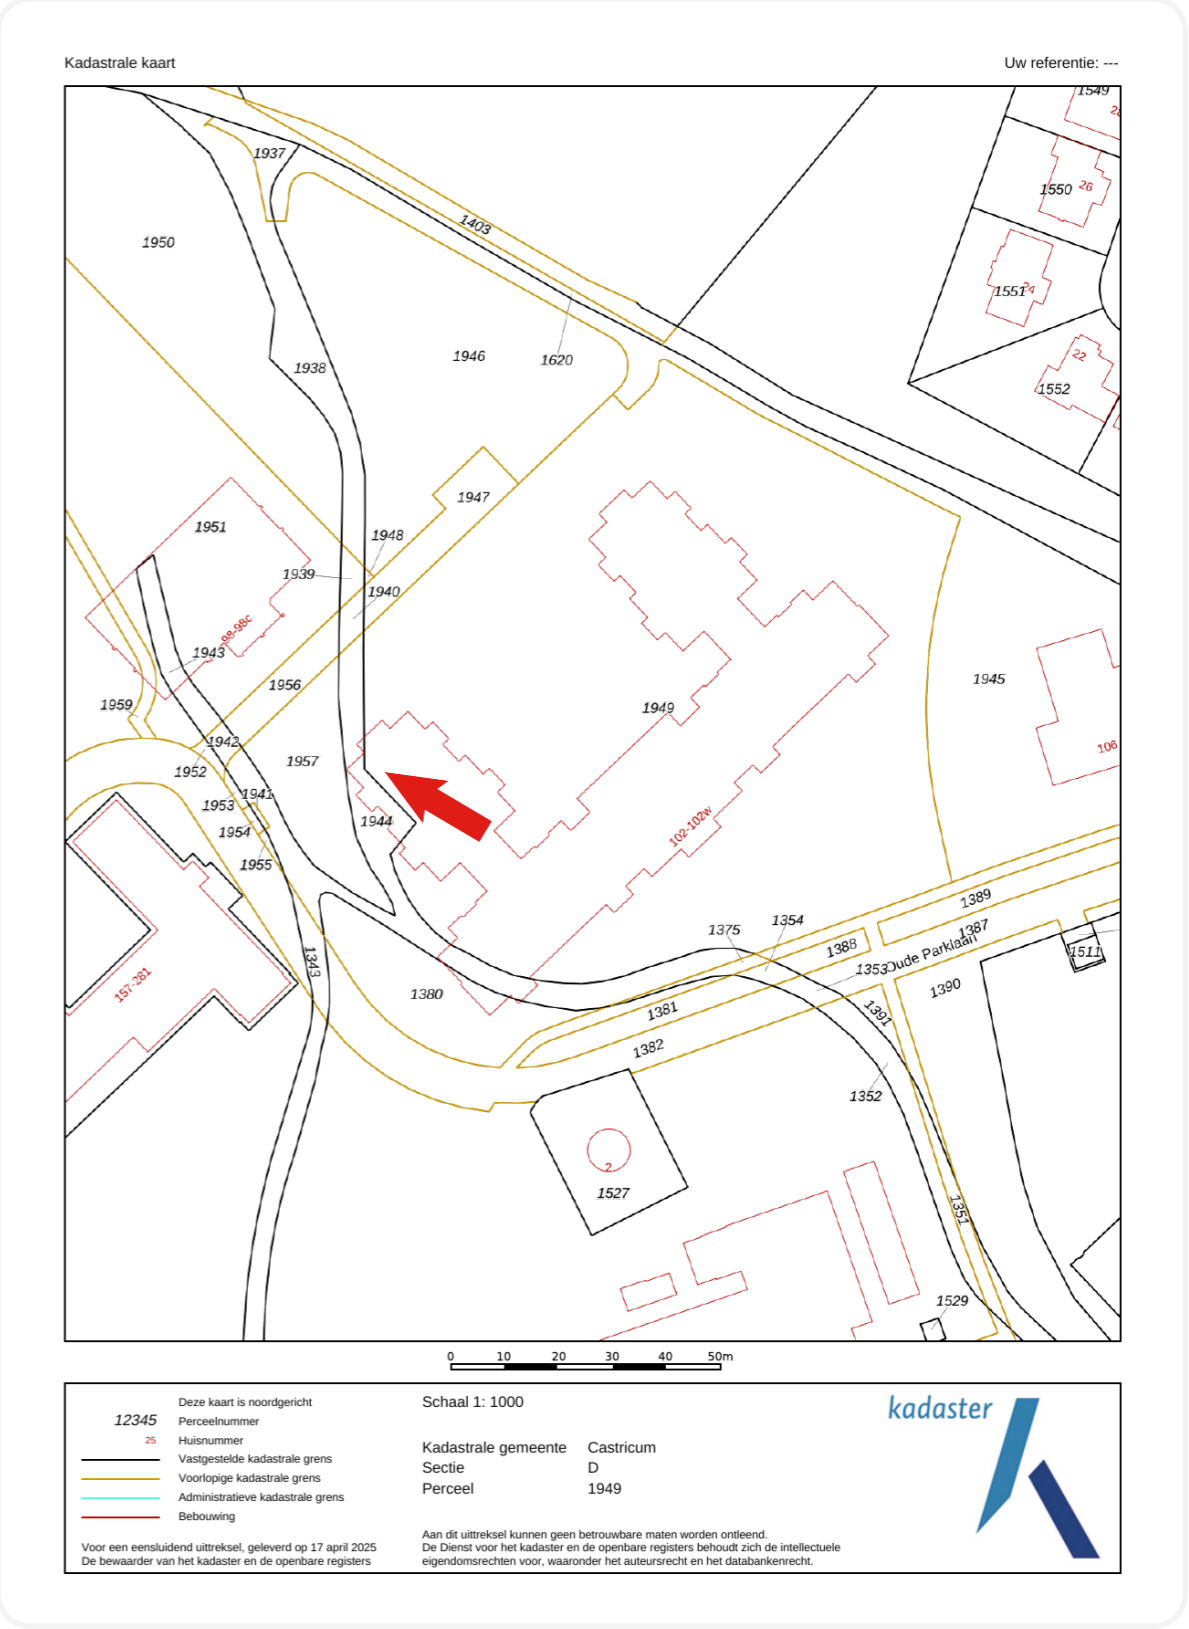 Kadastrale kaart
Uw referentie: ---
1549
1937
1550
26
1403
1950
24
1551
1946
1620
22
1938
1552
1947
1951
1948
1939
1940
98-98c
1943
1956
1945
1959
1949
1942
1957
106
1952
1941
1953
1944
102-102w
1954
1955
1389
1354
1375
1387
1388
Oude Parklaan
1511
1343
1353
157-281
1390
1380
1381
1391
1382
1352
2
1527
1351
1529
0 10 20 30 40 50m
Deze kaart is noordgericht
12345 Perceelnummer
25 Huisnummer
Vastgestelde kadastrale grens
Voorlopige kadastrale grens
Administratieve kadastrale grens
Bebouwing
Voor een eensluidend uittreksel, geleverd op 17 april 2025
De bewaarder van het kadaster en de openbare registers
Schaal 1: 1000
Kadastrale gemeente Castricum
Sectie D
Perceel 1949
Aan dit uittreksel kunnen geen betrouwbare maten worden ontleend.
De Dienst voor het kadaster en de openbare registers behoudt zich de intellectuele
eigendomsrechten voor, waaronder het auteursrecht en het databankenrecht.
kadaster